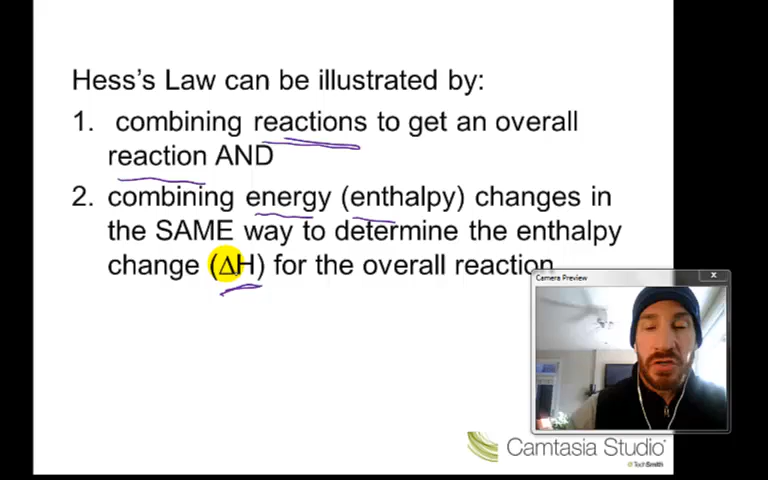 Hess's Law can be illustrated by:
1. combining reactions to get an overall
reaction AND
2. combining energy (enthalpy) changes in
the SAME way to determine the enthalpy
change (ΔH) for the overall reaction
Camera Preview
x
Camtasia Studio
TechSmith